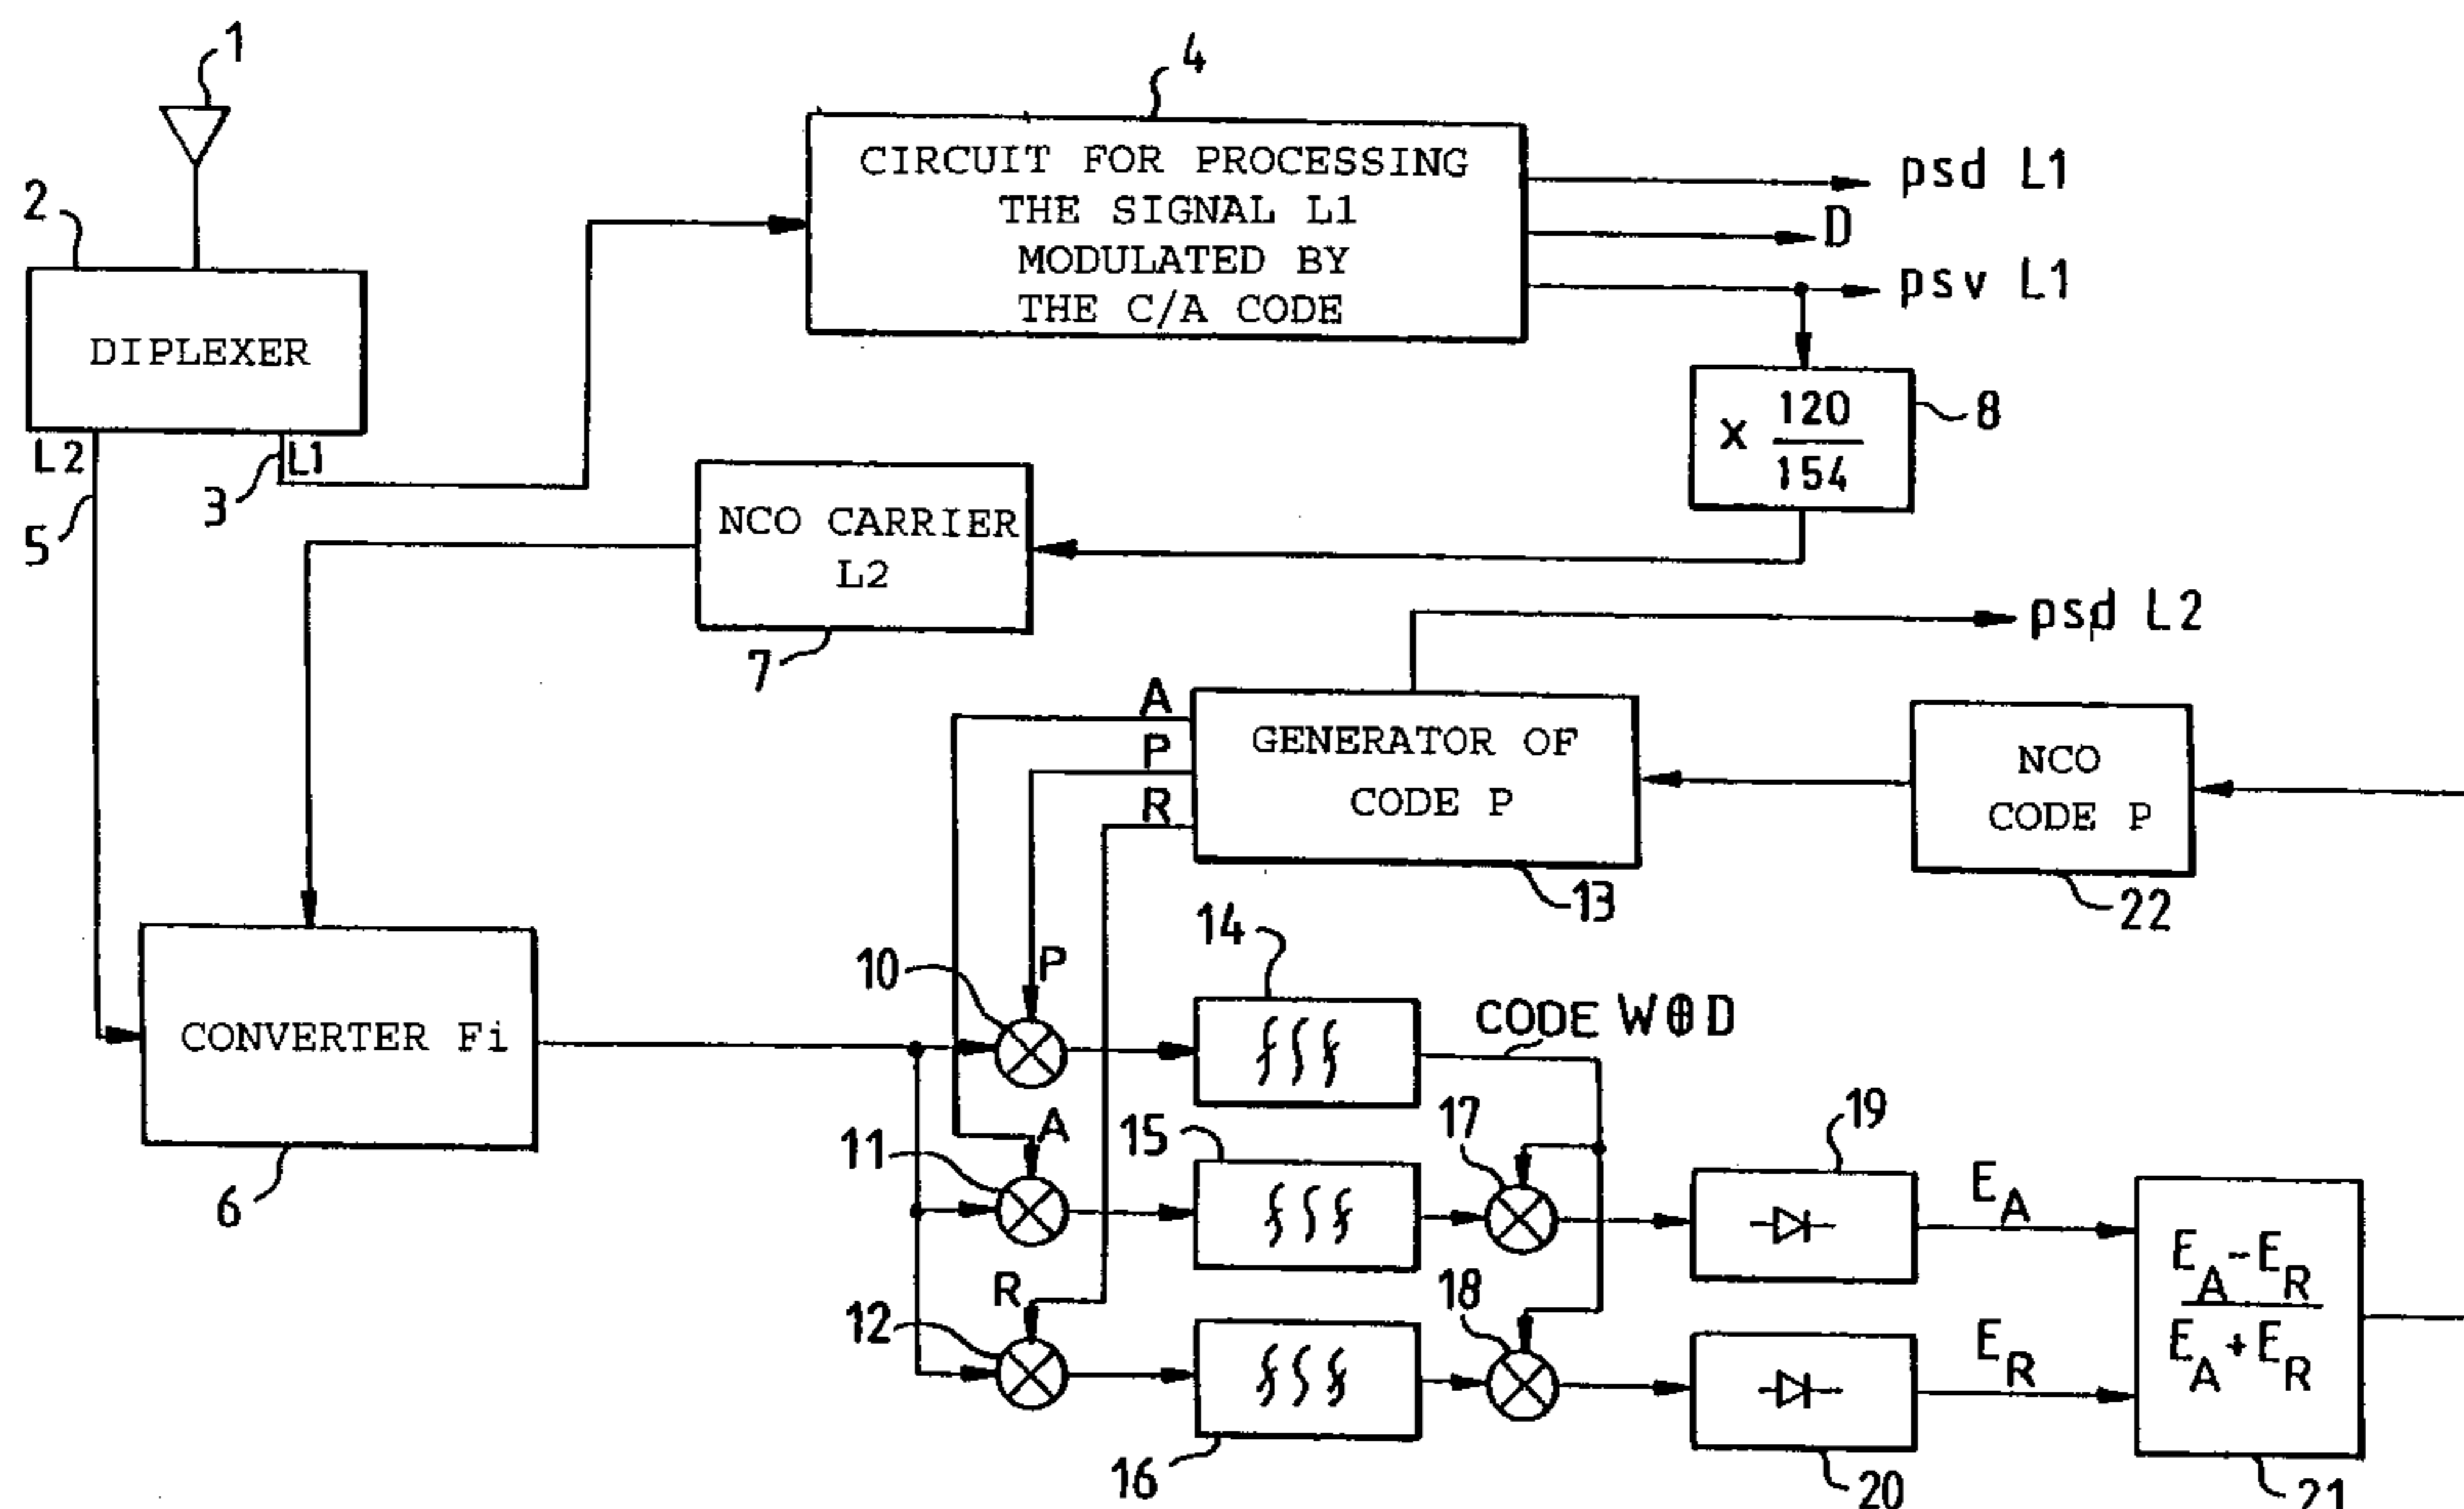 1
4
CIRCUIT FOR PROCESSING
THE SIGNAL L1
MODULATED BY
THE C/A CODE
psd L1
D
psv L1
2
DIPLEXER
L2
L1
3
5
x 120/154
8
NCO CARRIER
L2
7
psd L2
A
P
R
GENERATOR OF
CODE P
13
NCO
CODE P
22
CONVERTER Fi
6
10
P
14
CODE W⊕D
11
A
15
17
19
E_A
12
R
16
18
20
E_R
E_A - E_R
E_A + E_R
21